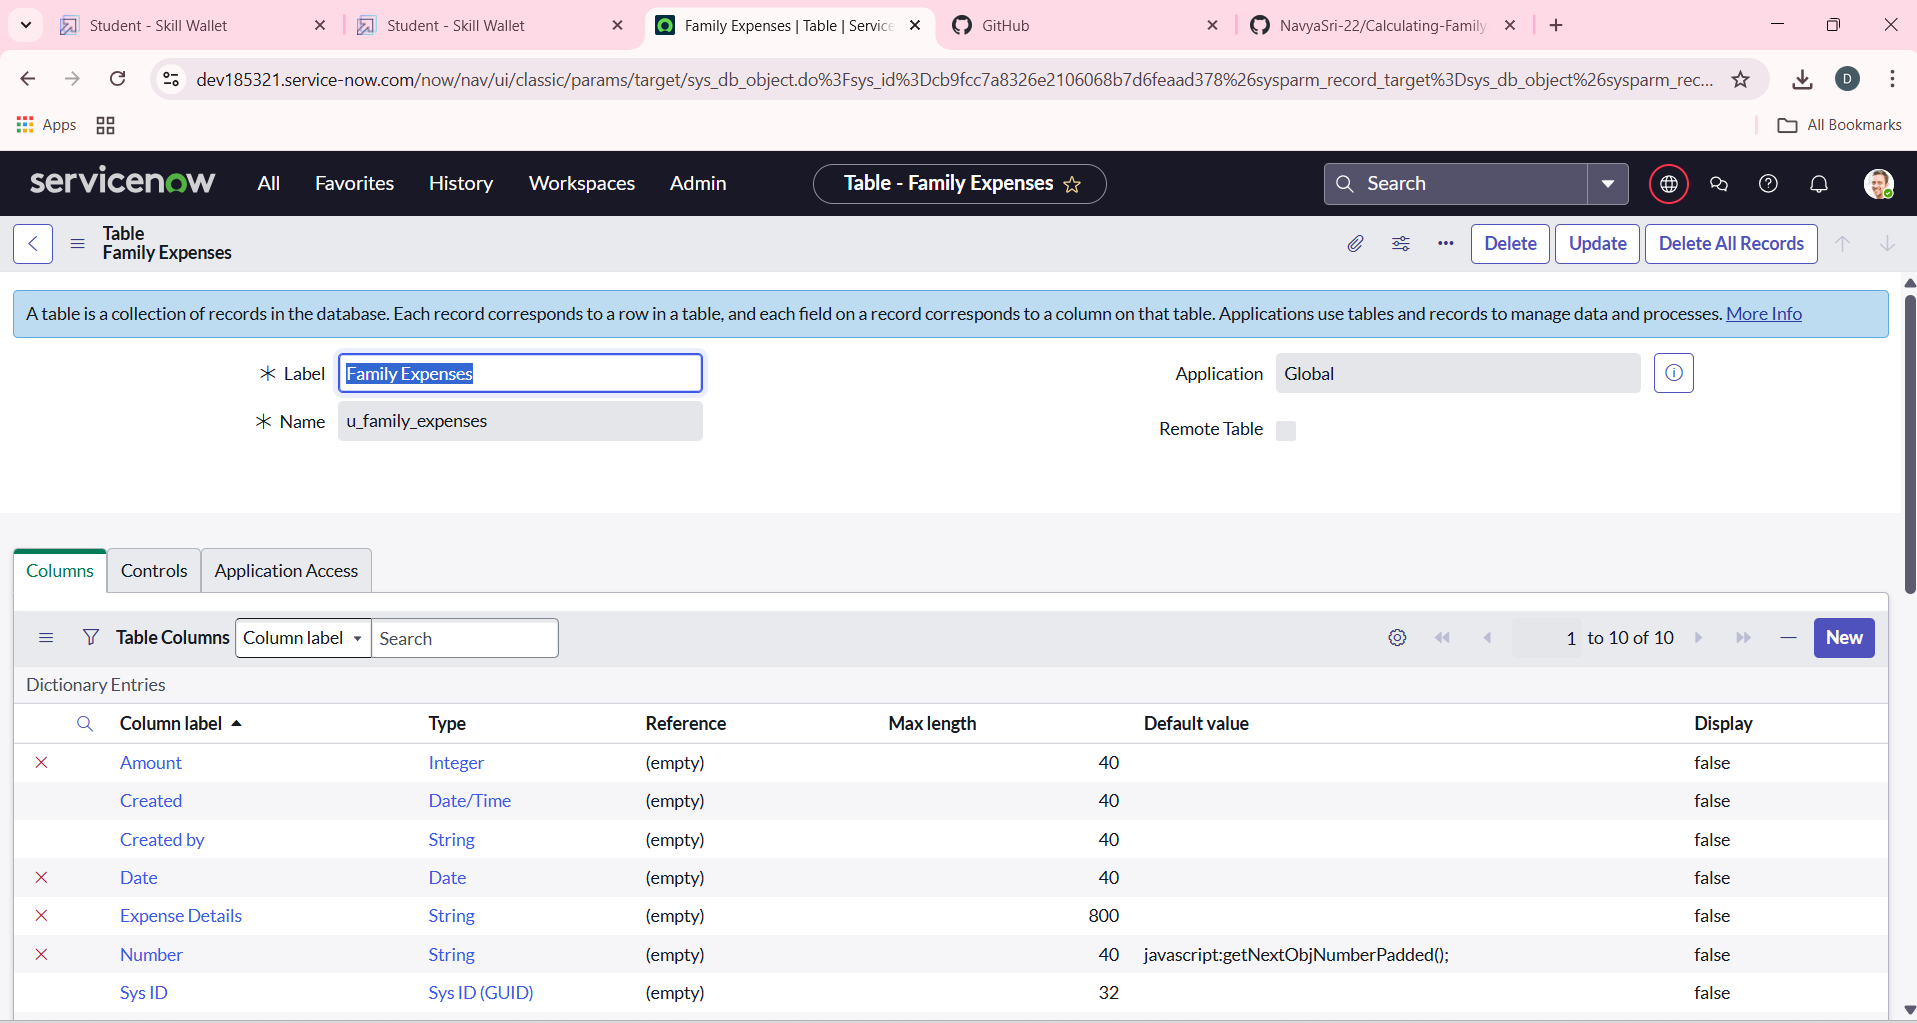 Student - Skill Wallet
Student - Skill Wallet
Family Expenses | Table | Service
GitHub
NavyaSri-22/Calculating-Family
dev185321.service-now.com/now/nav/ui/classic/params/target/sys_db_object.do%3Fsys_id%3Dcb9fcc7a8326e2106068b7d6feaad378%26sysparm_record_target%3Dsys_db_object%26sysparm_rec...
D
Apps
All Bookmarks
servicenow
All
Favorites
History
Workspaces
Admin
Table - Family Expenses
Search
Table
Family Expenses
Delete
Update
Delete All Records
A table is a collection of records in the database. Each record corresponds to a row in a table, and each field on a record corresponds to a column on that table. Applications use tables and records to manage data and processes. More Info
Label
Family Expenses
Application
Global
Name
u_family_expenses
Remote Table
Columns
Controls
Application Access
Table Columns
Column label
Search
1 to 10 of 10
New
Dictionary Entries
Column label Type Reference Max length Default value Display
Amount Integer (empty) 40 false
Created Date/Time (empty) 40 false
Created by String (empty) 40 false
Date Date (empty) 40 false
Expense Details String (empty) 800 false
Number String (empty) 40 javascript:getNextObjNumberPadded(); false
Sys ID Sys ID (GUID) (empty) 32 false